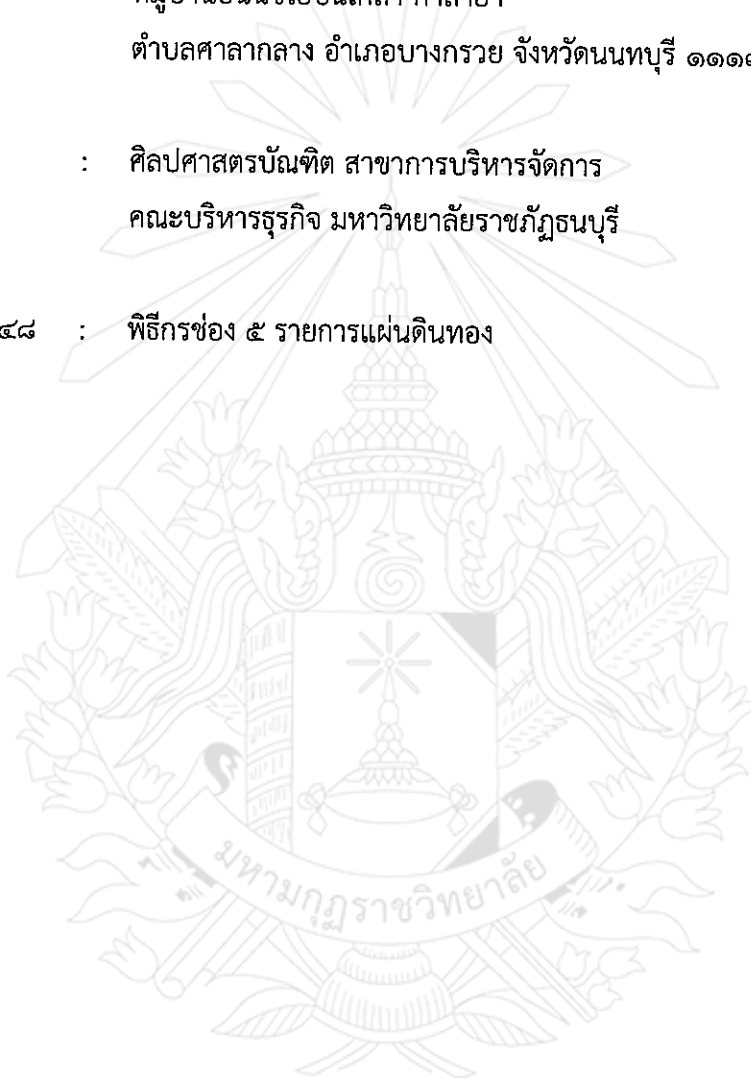 ตำบลศาลากลาง อำเภอบางกรวย จังหวัดนนทบุรี ๑๑๑
: ศิลปศาสตรบัณฑิต สาขาการบริหารจัดการ
คณะบริหารธุรกิจ มหาวิทยาลัยราชภัฏธนบุรี
๔๘ : พิธีกรช่อง ๕ รายการแผ่นดินทอง
มหามกุฏราชวิทยาลัย